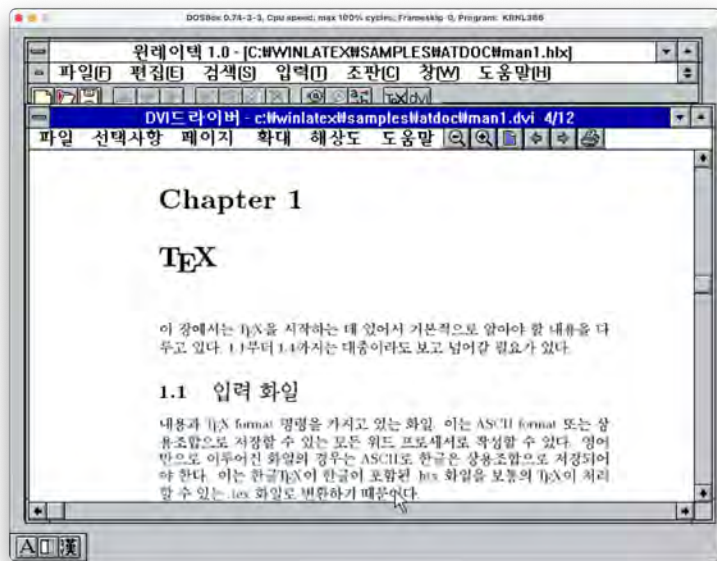 DOSBox 0.74-3-3, Cpu speed: max 100% cycles, Frameskip 0, Program: KRNL386
윈레이텍 1.0 - [C:₩WINLATEX₩SAMPLES₩ATDOC₩man1.hlx]
파일(F) 편집(E) 검색(S) 입력(T) 조판(C) 창(W) 도움말(H)
TeX dvi
DVI드라이버 - c:₩winlatex₩samples₩atdoc₩man1.dvi 4/12
파일 선택사항 페이지 확대 해상도 도움말
Chapter 1
TEX
이 장에서는 TEX을 시작하는 데 있어서 기본적으로 알아야 할 내용을 다
루고 있다. 1.1부터 1.4까지는 대충이라도 보고 넘어갈 필요가 있다.
1.1 입력 화일
내용과 TEX format 명령을 가지고 있는 화일. 이는 ASCII format 또는 상
용조합으로 저장할 수 있는 모든 워드 프로세서로 작성할 수 있다. 영어
만으로 이루어진 화일의 경우는 ASCII로 한글은 상용조합으로 저장되어
야 한다. 이는 한글TEX이 한글이 포함된 .htx 화일을 보통의 TEX이 처리
할 수 있는 .tex 화일로 변환하기 때문이다.
A 漢